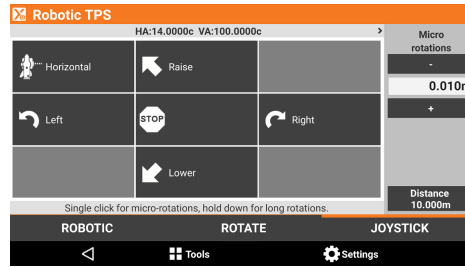 Robotic TPS
HA:14.0000c VA:100.0000c >
Micro
rotations
-
0.010m
+
Horizontal
Raise
Left
STOP
Right
Lower
Distance
10.000m
Single click for micro-rotations, hold down for long rotations.
ROBOTIC
ROTATE
JOYSTICK
Tools
Settings